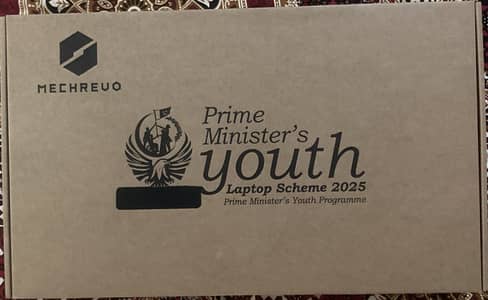 MECHREVO
Prime
Minister's
youth
Laptop Scheme 2025
Prime Minister's Youth Programme